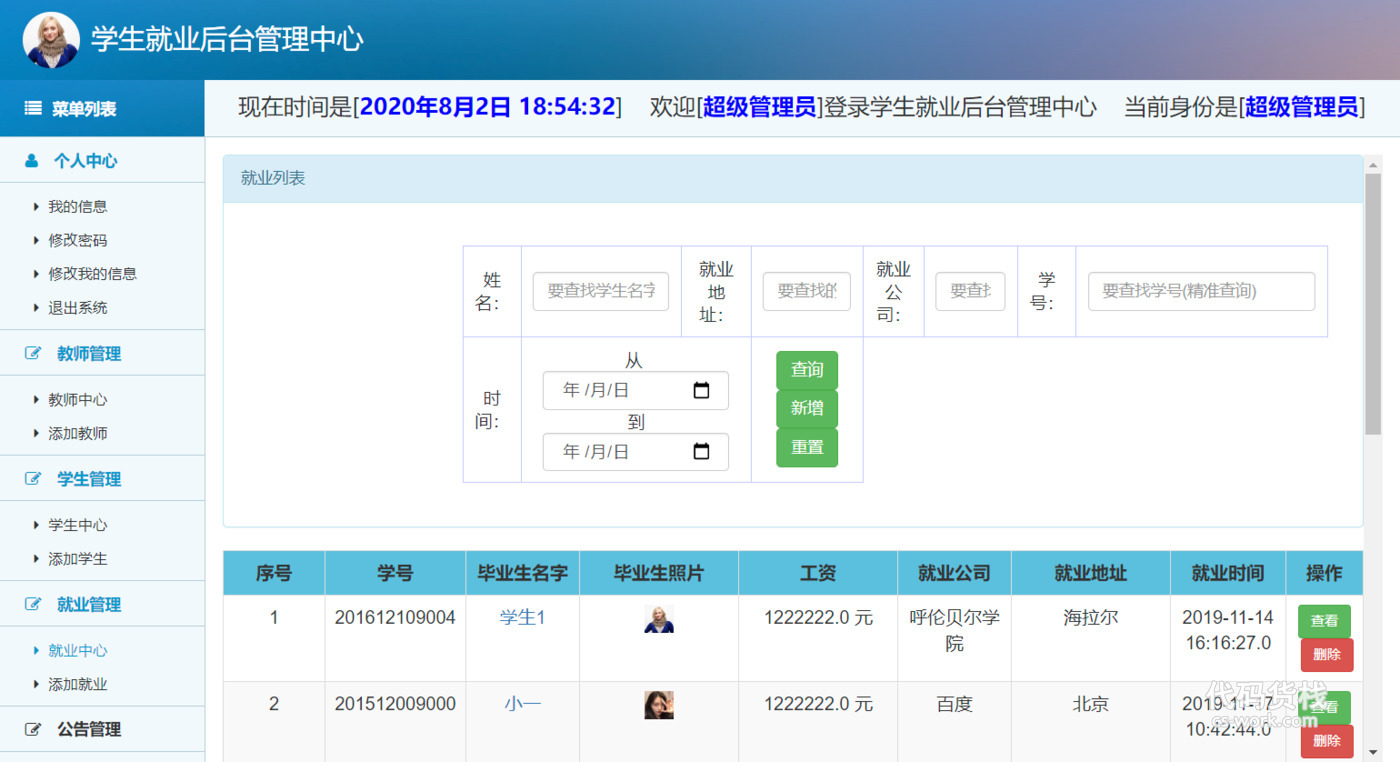 学生就业后台管理中心
菜单列表
现在时间是[2020年8月2日 18:54:32] 欢迎[超级管理员]登录学生就业后台管理中心 当前身份是[超级管理员]
个人中心
我的信息
修改密码
修改我的信息
退出系统
教师管理
教师中心
添加教师
学生管理
学生中心
添加学生
就业管理
就业中心
添加就业
公告管理
就业列表
姓名：
要查找学生名字
就业地址：
要查找的
就业公司：
要查找
学号：
要查找学号(精准查询)
时间：
从
年 /月/日
到
年 /月/日
查询
新增
重置
序号 学号 毕业生名字 毕业生照片 工资 就业公司 就业地址 就业时间 操作
1 201612109004 学生1 1222222.0 元 呼伦贝尔学院 海拉尔 2019-11-14 16:16:27.0 查看 删除
2 201512009000 小一 1222222.0 元 百度 北京 2019-11-17 10:42:44.0 查看 删除
代码货栈
cs-work.com